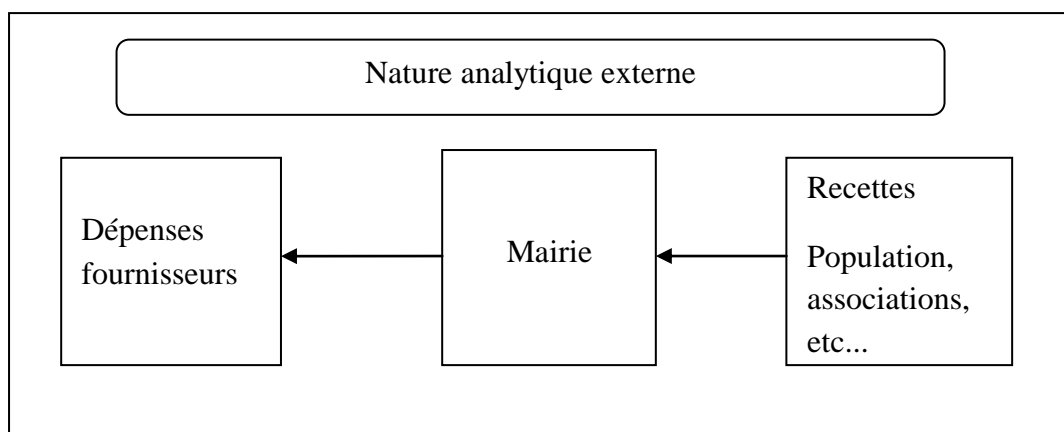 Nature analytique externe
Dépenses
fournisseurs
Mairie
Recettes
Population,
associations,
etc...